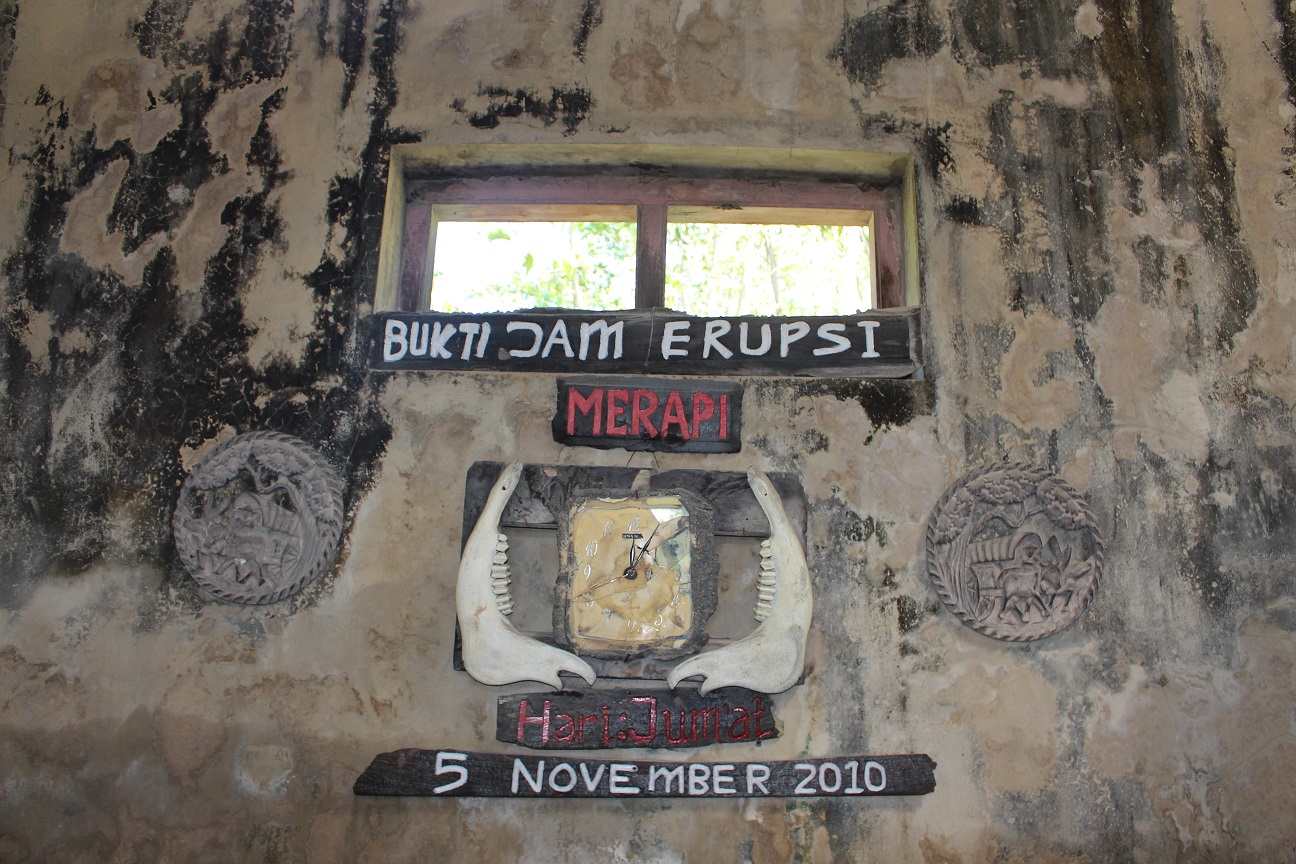 BUKTI JAM ERUPSI
MERAPI
Hari: Jum'at
5 NOVEMBER 2010